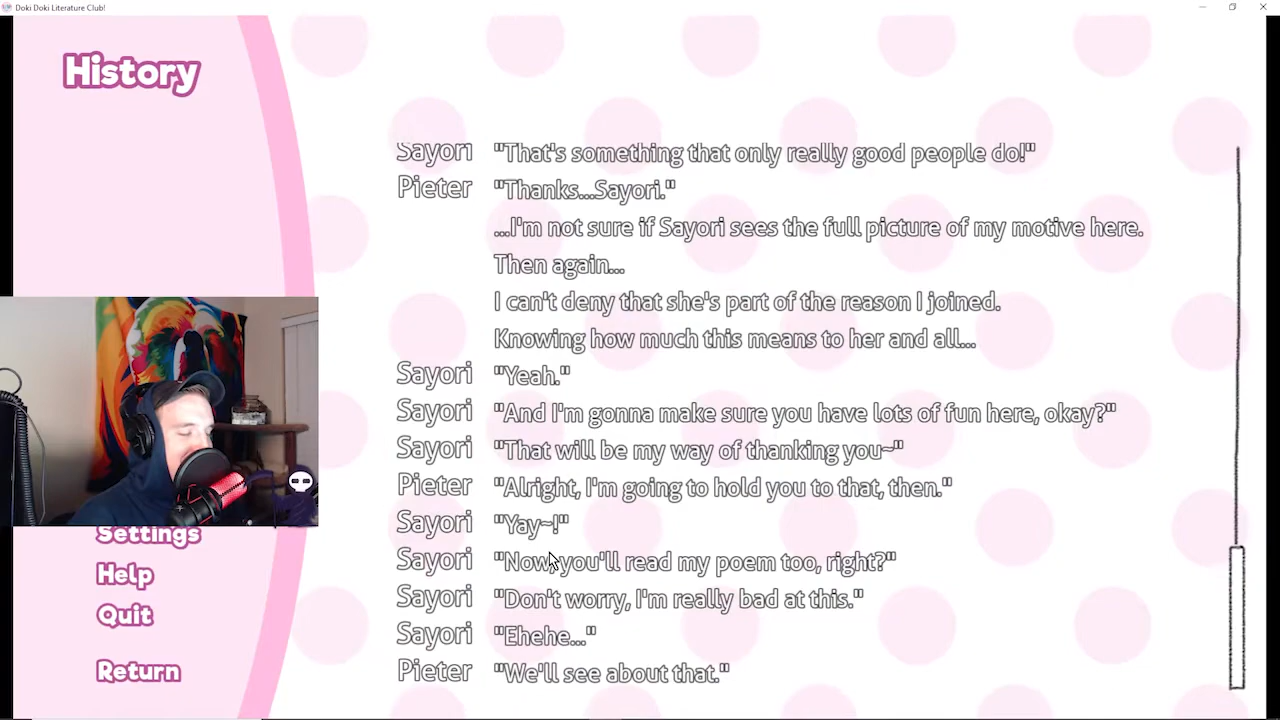 Doki Doki Literature Club!
History
Sayori "That's something that only really good people do!"
Pieter "Thanks...Sayori."
...I'm not sure if Sayori sees the full picture of my motive here.
Then again...
I can't deny that she's part of the reason I joined.
Knowing how much this means to her and all...
Sayori "Yeah."
Sayori "And I'm gonna make sure you have lots of fun here, okay?"
Sayori "That will be my way of thanking you~"
Pieter "Alright, I'm going to hold you to that, then."
Sayori "Yay~!"
Sayori "Now you'll read my poem too, right?"
Sayori "Don't worry, I'm really bad at this."
Sayori "Ehehe..."
Pieter "We'll see about that."
Settings
Help
Quit
Return